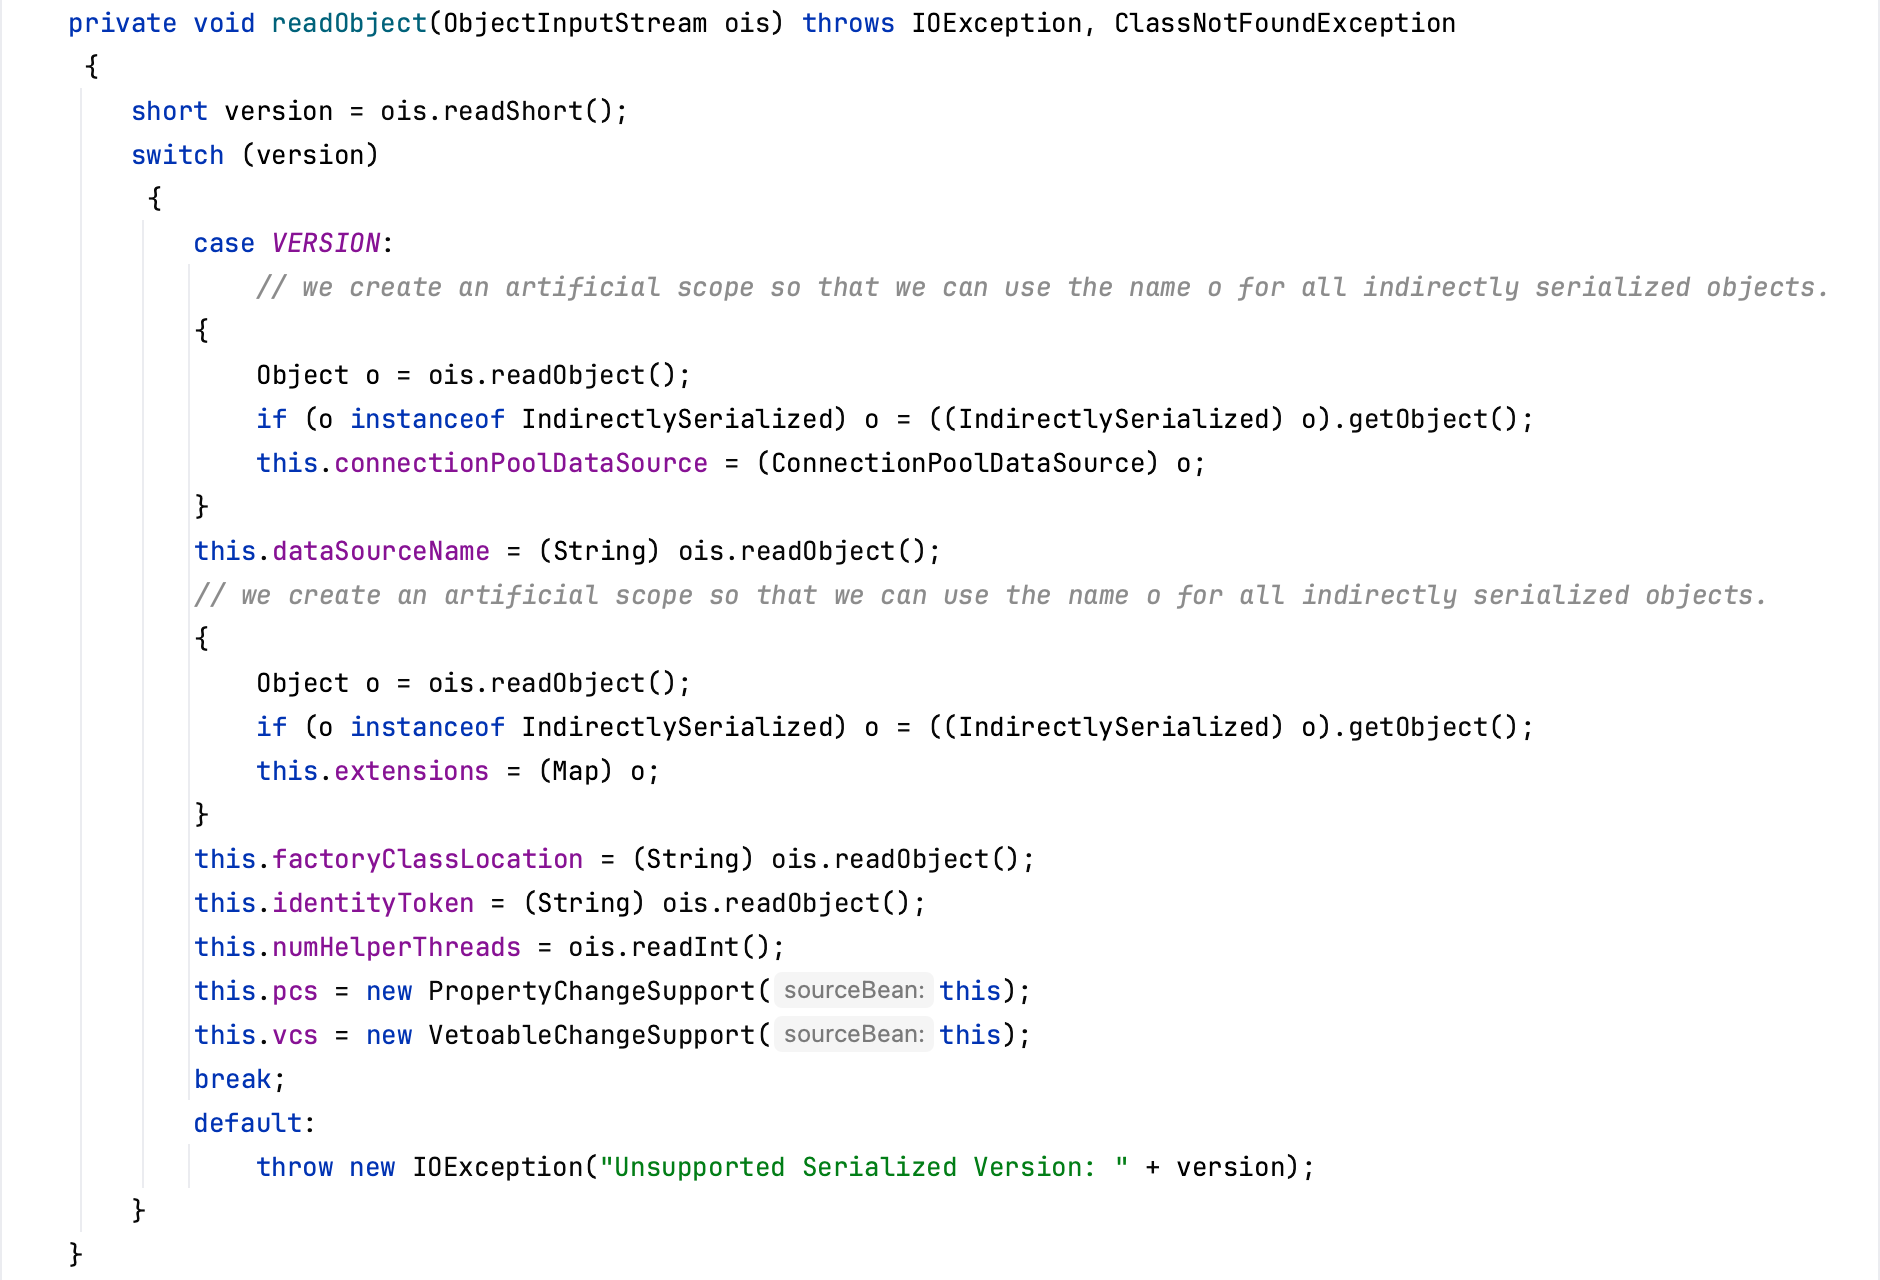 private void readObject(ObjectInputStream ois) throws IOException, ClassNotFoundException
{
short version = ois.readShort();
switch (version)
{
case VERSION:
// we create an artificial scope so that we can use the name o for all indirectly serialized objects.
{
Object o = ois.readObject();
if (o instanceof IndirectlySerialized) o = ((IndirectlySerialized) o).getObject();
this.connectionPoolDataSource = (ConnectionPoolDataSource) o;
}
this.dataSourceName = (String) ois.readObject();
// we create an artificial scope so that we can use the name o for all indirectly serialized objects.
{
Object o = ois.readObject();
if (o instanceof IndirectlySerialized) o = ((IndirectlySerialized) o).getObject();
this.extensions = (Map) o;
}
this.factoryClassLocation = (String) ois.readObject();
this.identityToken = (String) ois.readObject();
this.numHelperThreads = ois.readInt();
this.pcs = new PropertyChangeSupport( sourceBean: this);
this.vcs = new VetoableChangeSupport( sourceBean: this);
break;
default:
throw new IOException("Unsupported Serialized Version: " + version);
}
}